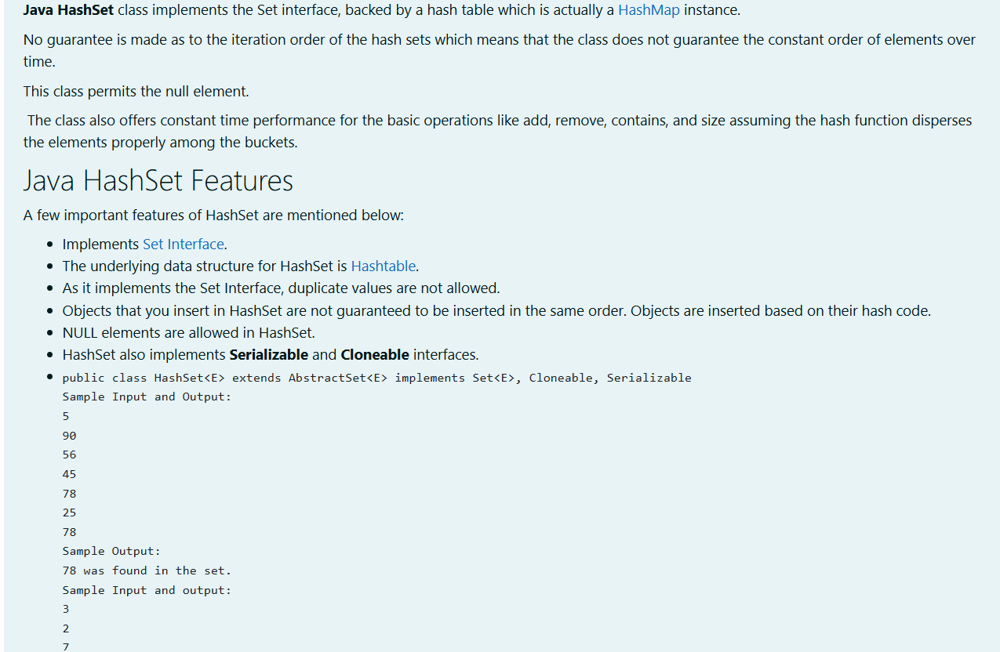 Java HashSet class implements the Set interface, backed by a hash table which is actually a HashMap instance.
No guarantee is made as to the iteration order of the hash sets which means that the class does not guarantee the constant order of elements over
time.
This class permits the null element.
The class also offers constant time performance for the basic operations like add, remove, contains, and size assuming the hash function disperses
the elements properly among the buckets.
Java HashSet Features
A few important features of HashSet are mentioned below:
• Implements Set Interface.
• The underlying data structure for HashSet is Hashtable.
• As it implements the Set Interface, duplicate values are not allowed.
• Objects that you insert in HashSet are not guaranteed to be inserted in the same order. Objects are inserted based on their hash code.
• NULL elements are allowed in HashSet.
• HashSet also implements Serializable and Cloneable interfaces.
• public class HashSet<E> extends AbstractSet<E> implements Set<E>, Cloneable, Serializable
Sample Input and Output:
5
90
56
45
78
25
78
Sample Output:
78 was found in the set.
Sample Input and output:
3
2
7